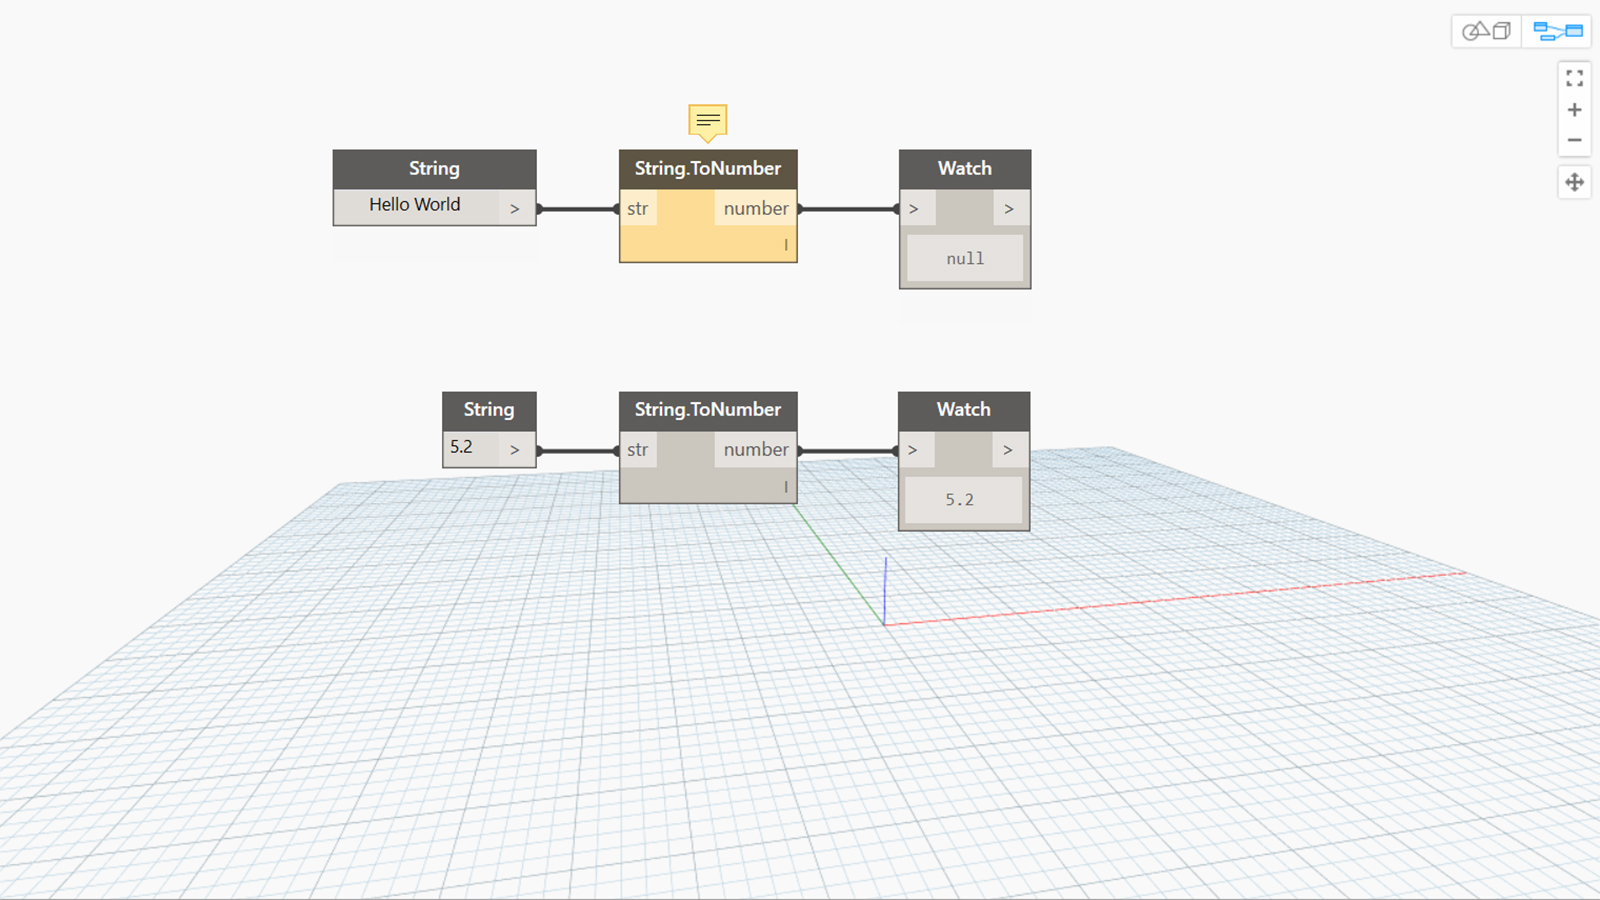 String String.ToNumber Watch
Hello World > str number > >
l
null
String String.ToNumber Watch
5.2 > str number > >
l
5.2